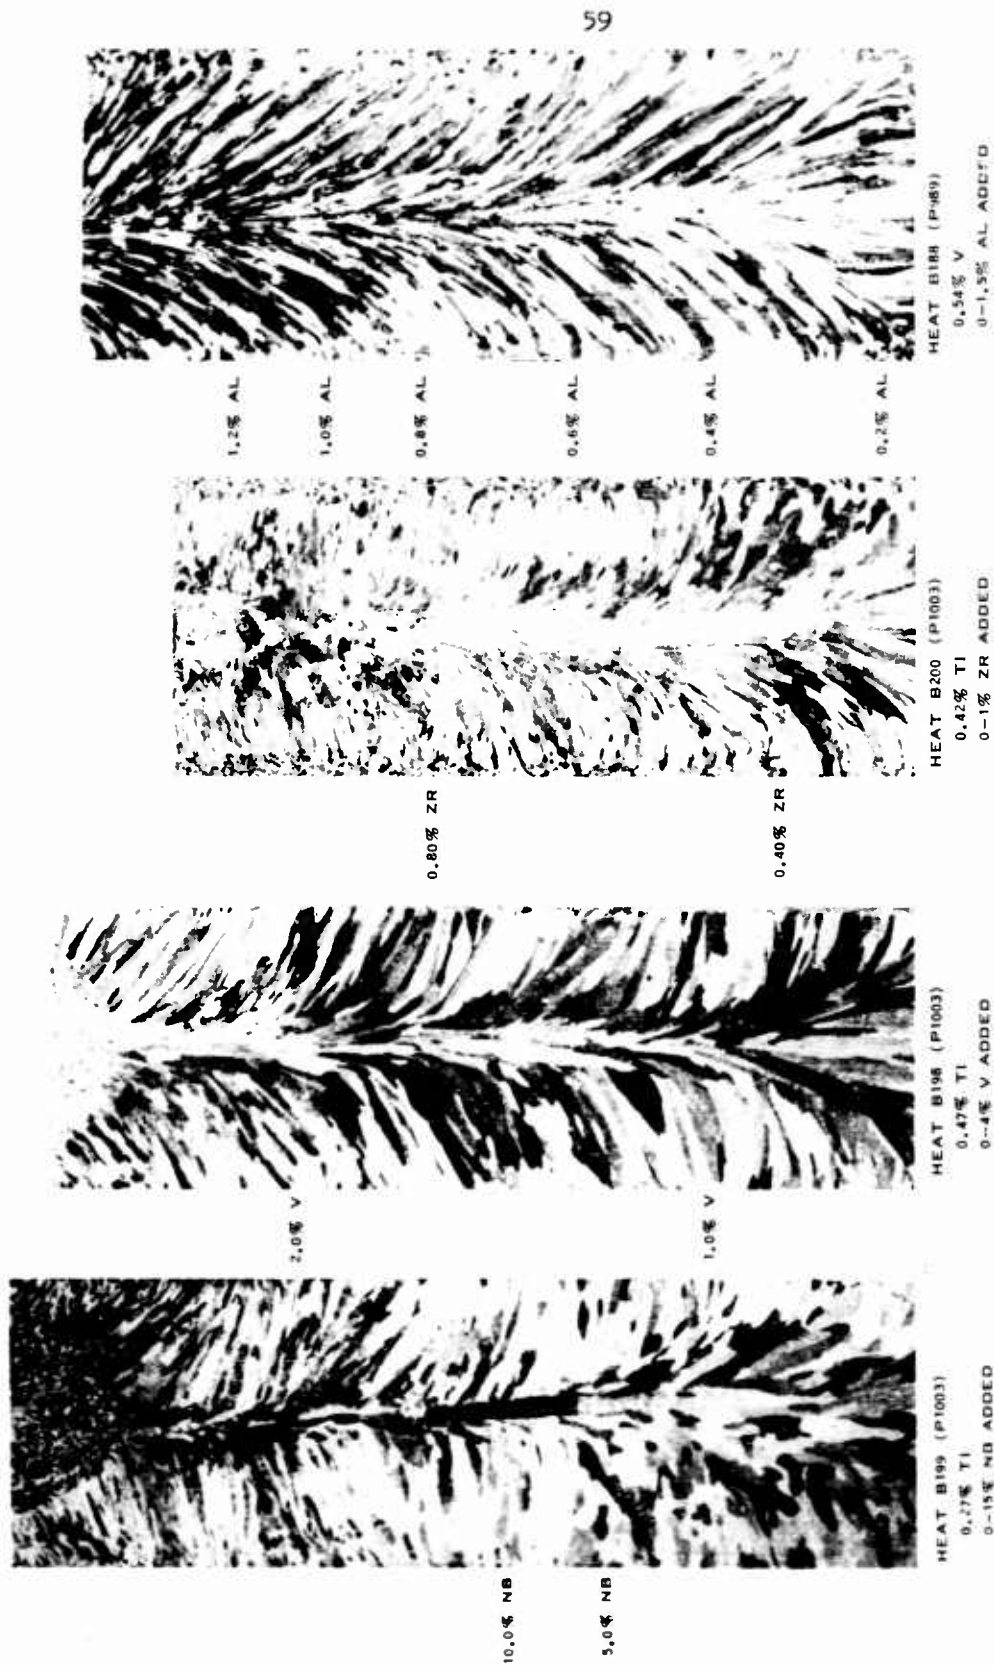 59
10.0% NB
5.0% NB
HEAT B199 (P1003)
0.27% TI
0-15% NB ADDED
2.0% V
1.0% V
HEAT B198 (P1003)
0.47% TI
0-4% V ADDED
0.80% ZR
0.40% ZR
HEAT B200 (P1003)
0.42% TI
0-1% ZR ADDED
1.2% AL
1.0% AL
0.8% AL
0.6% AL
0.4% AL
0.2% AL
HEAT B188 (P989)
0.54% V
0-1.5% AL ADDED